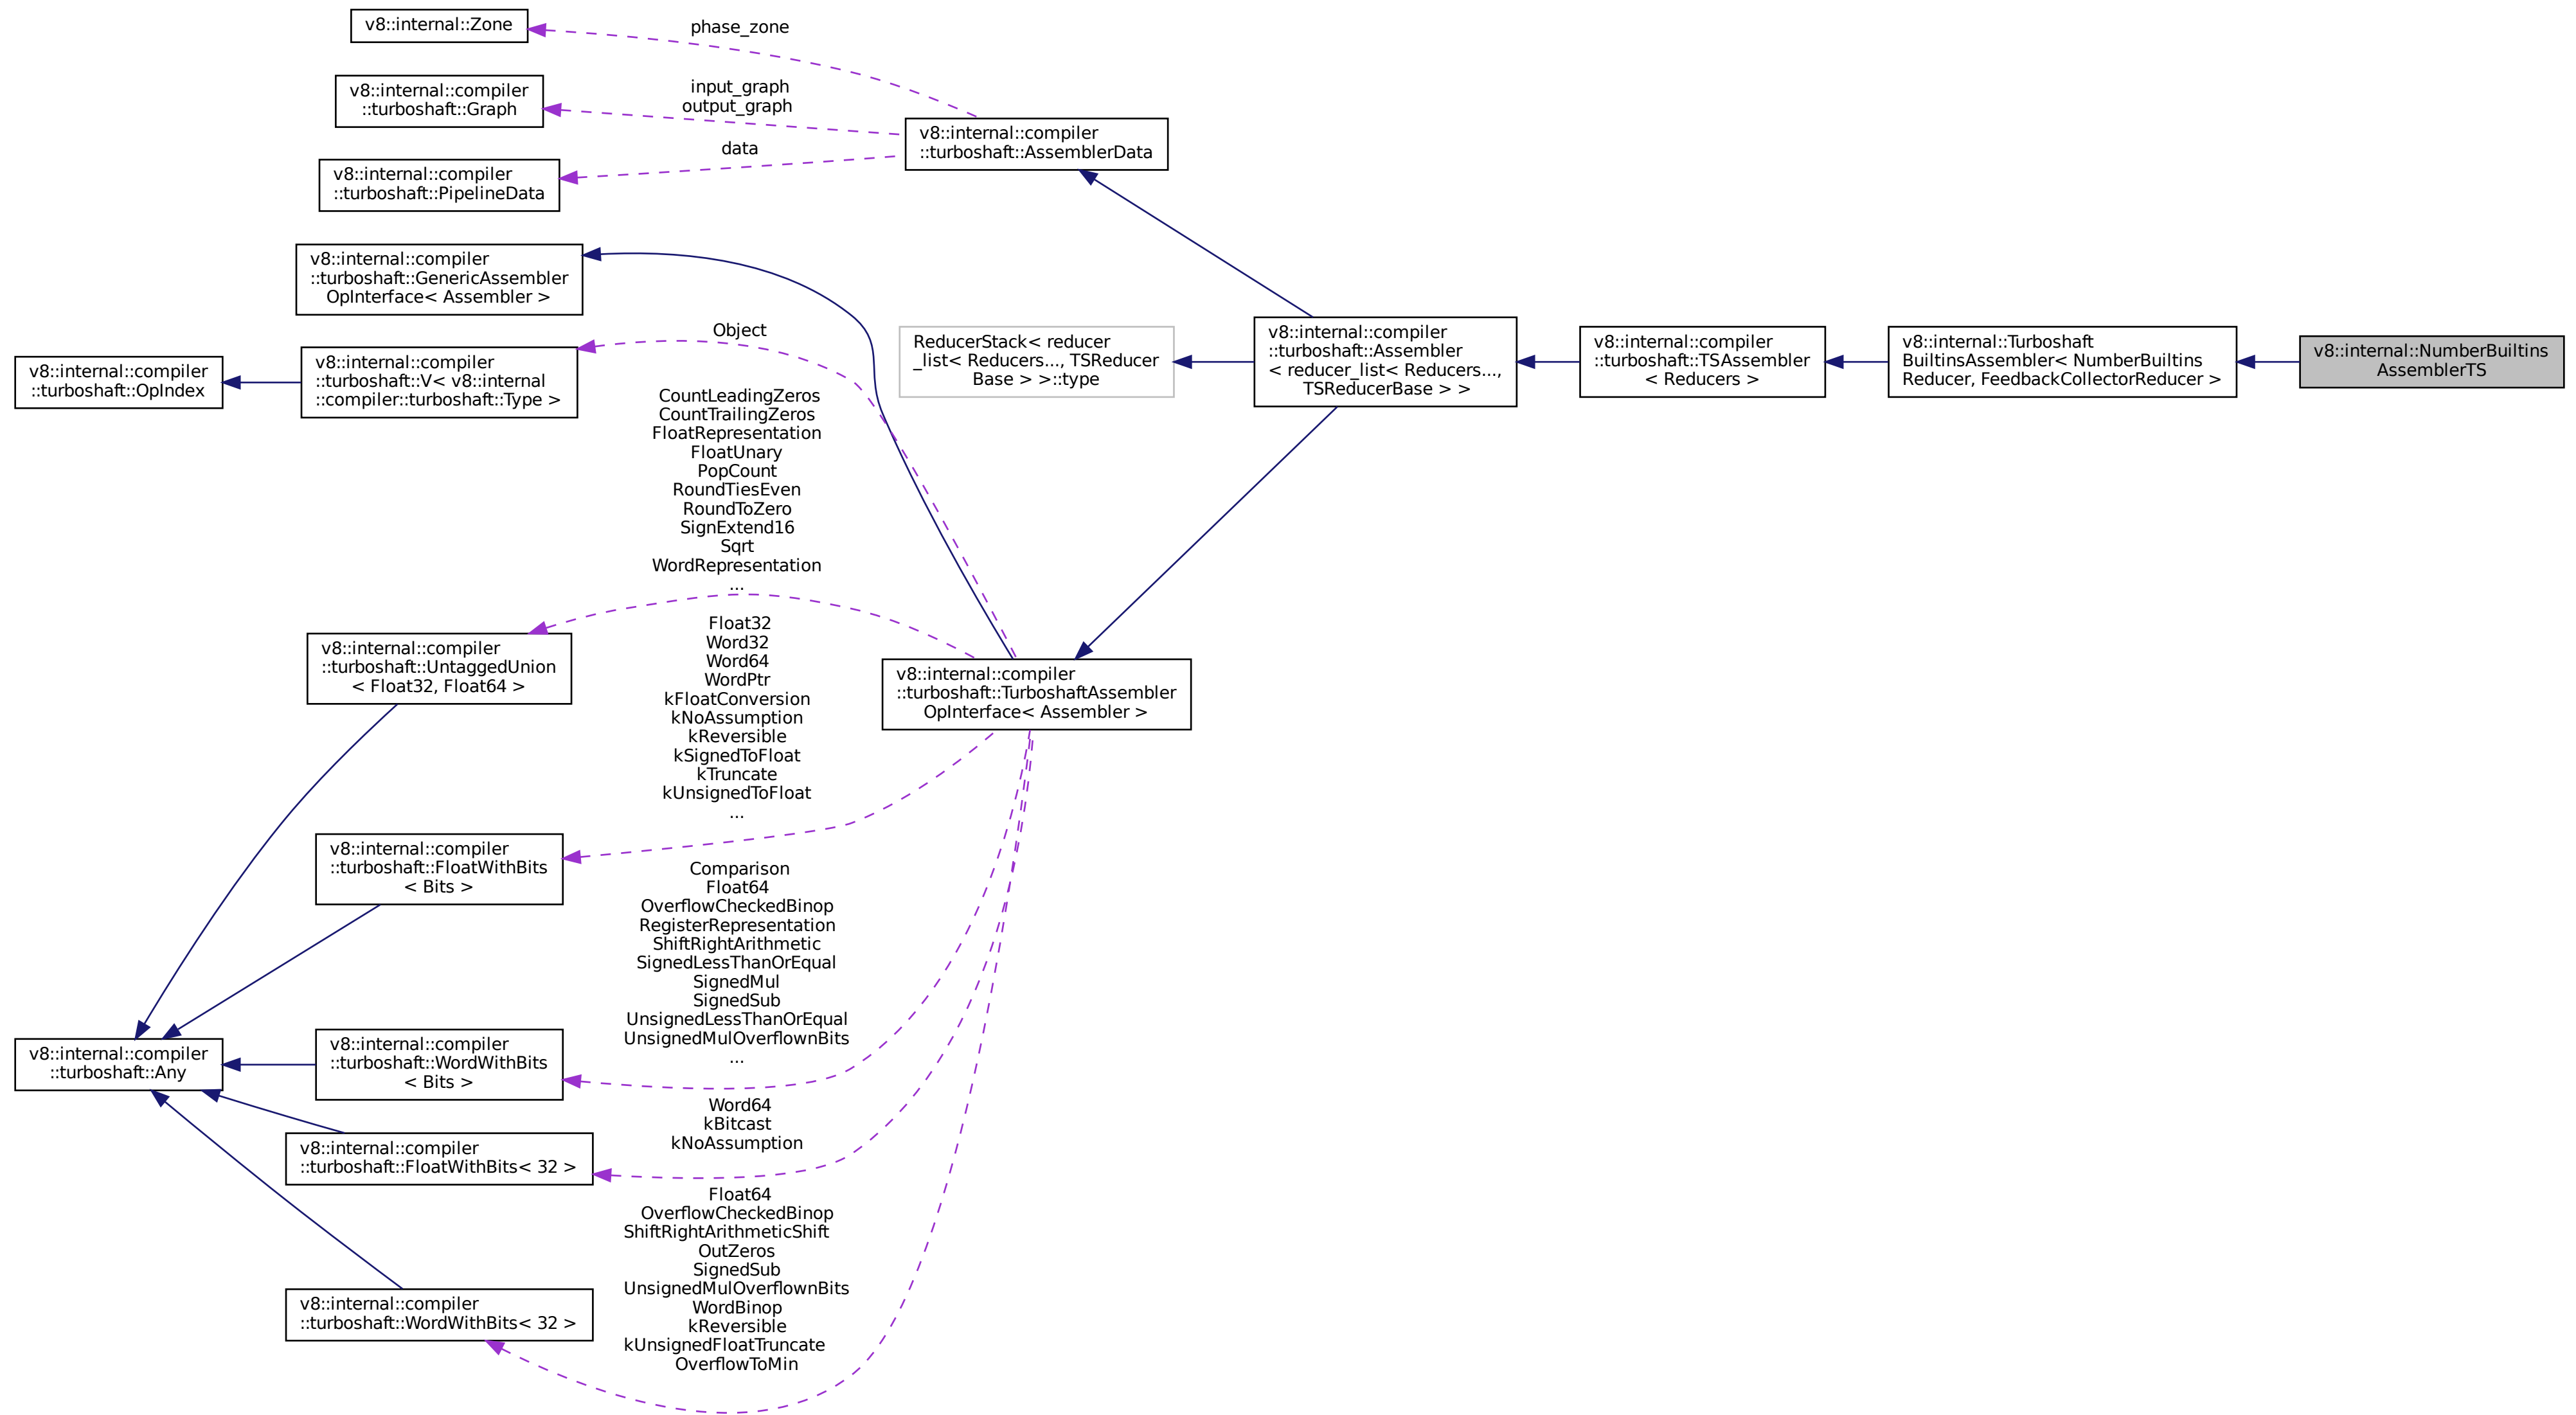 v8::internal::Zone
phase_zone
v8::internal::compiler
::turboshaft::Graph
input_graph
output_graph
v8::internal::compiler
::turboshaft::AssemblerData
v8::internal::compiler
::turboshaft::PipelineData
data
v8::internal::compiler
::turboshaft::GenericAssembler
OpInterface< Assembler >
Object
v8::internal::compiler
::turboshaft::OpIndex
v8::internal::compiler
::turboshaft::V< v8::internal
::compiler::turboshaft::Type >
ReducerStack< reducer
_list< Reducers..., TSReducer
Base > >::type
v8::internal::compiler
::turboshaft::Assembler
< reducer_list< Reducers...,
TSReducerBase > >
v8::internal::compiler
::turboshaft::TSAssembler
< Reducers >
v8::internal::Turboshaft
BuiltinsAssembler< NumberBuiltins
Reducer, FeedbackCollectorReducer >
v8::internal::NumberBuiltins
AssemblerTS
CountLeadingZeros
CountTrailingZeros
FloatRepresentation
FloatUnary
PopCount
RoundTiesEven
RoundToZero
SignExtend16
Sqrt
WordRepresentation
...
v8::internal::compiler
::turboshaft::UntaggedUnion
< Float32, Float64 >
Float32
Word32
Word64
WordPtr
kFloatConversion
kNoAssumption
kReversible
kSignedToFloat
kTruncate
kUnsignedToFloat
...
v8::internal::compiler
::turboshaft::TurboshaftAssembler
OpInterface< Assembler >
v8::internal::compiler
::turboshaft::FloatWithBits
< Bits >
Comparison
Float64
OverflowCheckedBinop
RegisterRepresentation
ShiftRightArithmetic
SignedLessThanOrEqual
SignedMul
SignedSub
UnsignedLessThanOrEqual
UnsignedMulOverflownBits
...
v8::internal::compiler
::turboshaft::Any
v8::internal::compiler
::turboshaft::WordWithBits
< Bits >
Word64
kBitcast
kNoAssumption
v8::internal::compiler
::turboshaft::FloatWithBits< 32 >
Float64
OverflowCheckedBinop
ShiftRightArithmeticShift
OutZeros
SignedSub
UnsignedMulOverflownBits
WordBinop
kReversible
kUnsignedFloatTruncate
OverflowToMin
v8::internal::compiler
::turboshaft::WordWithBits< 32 >